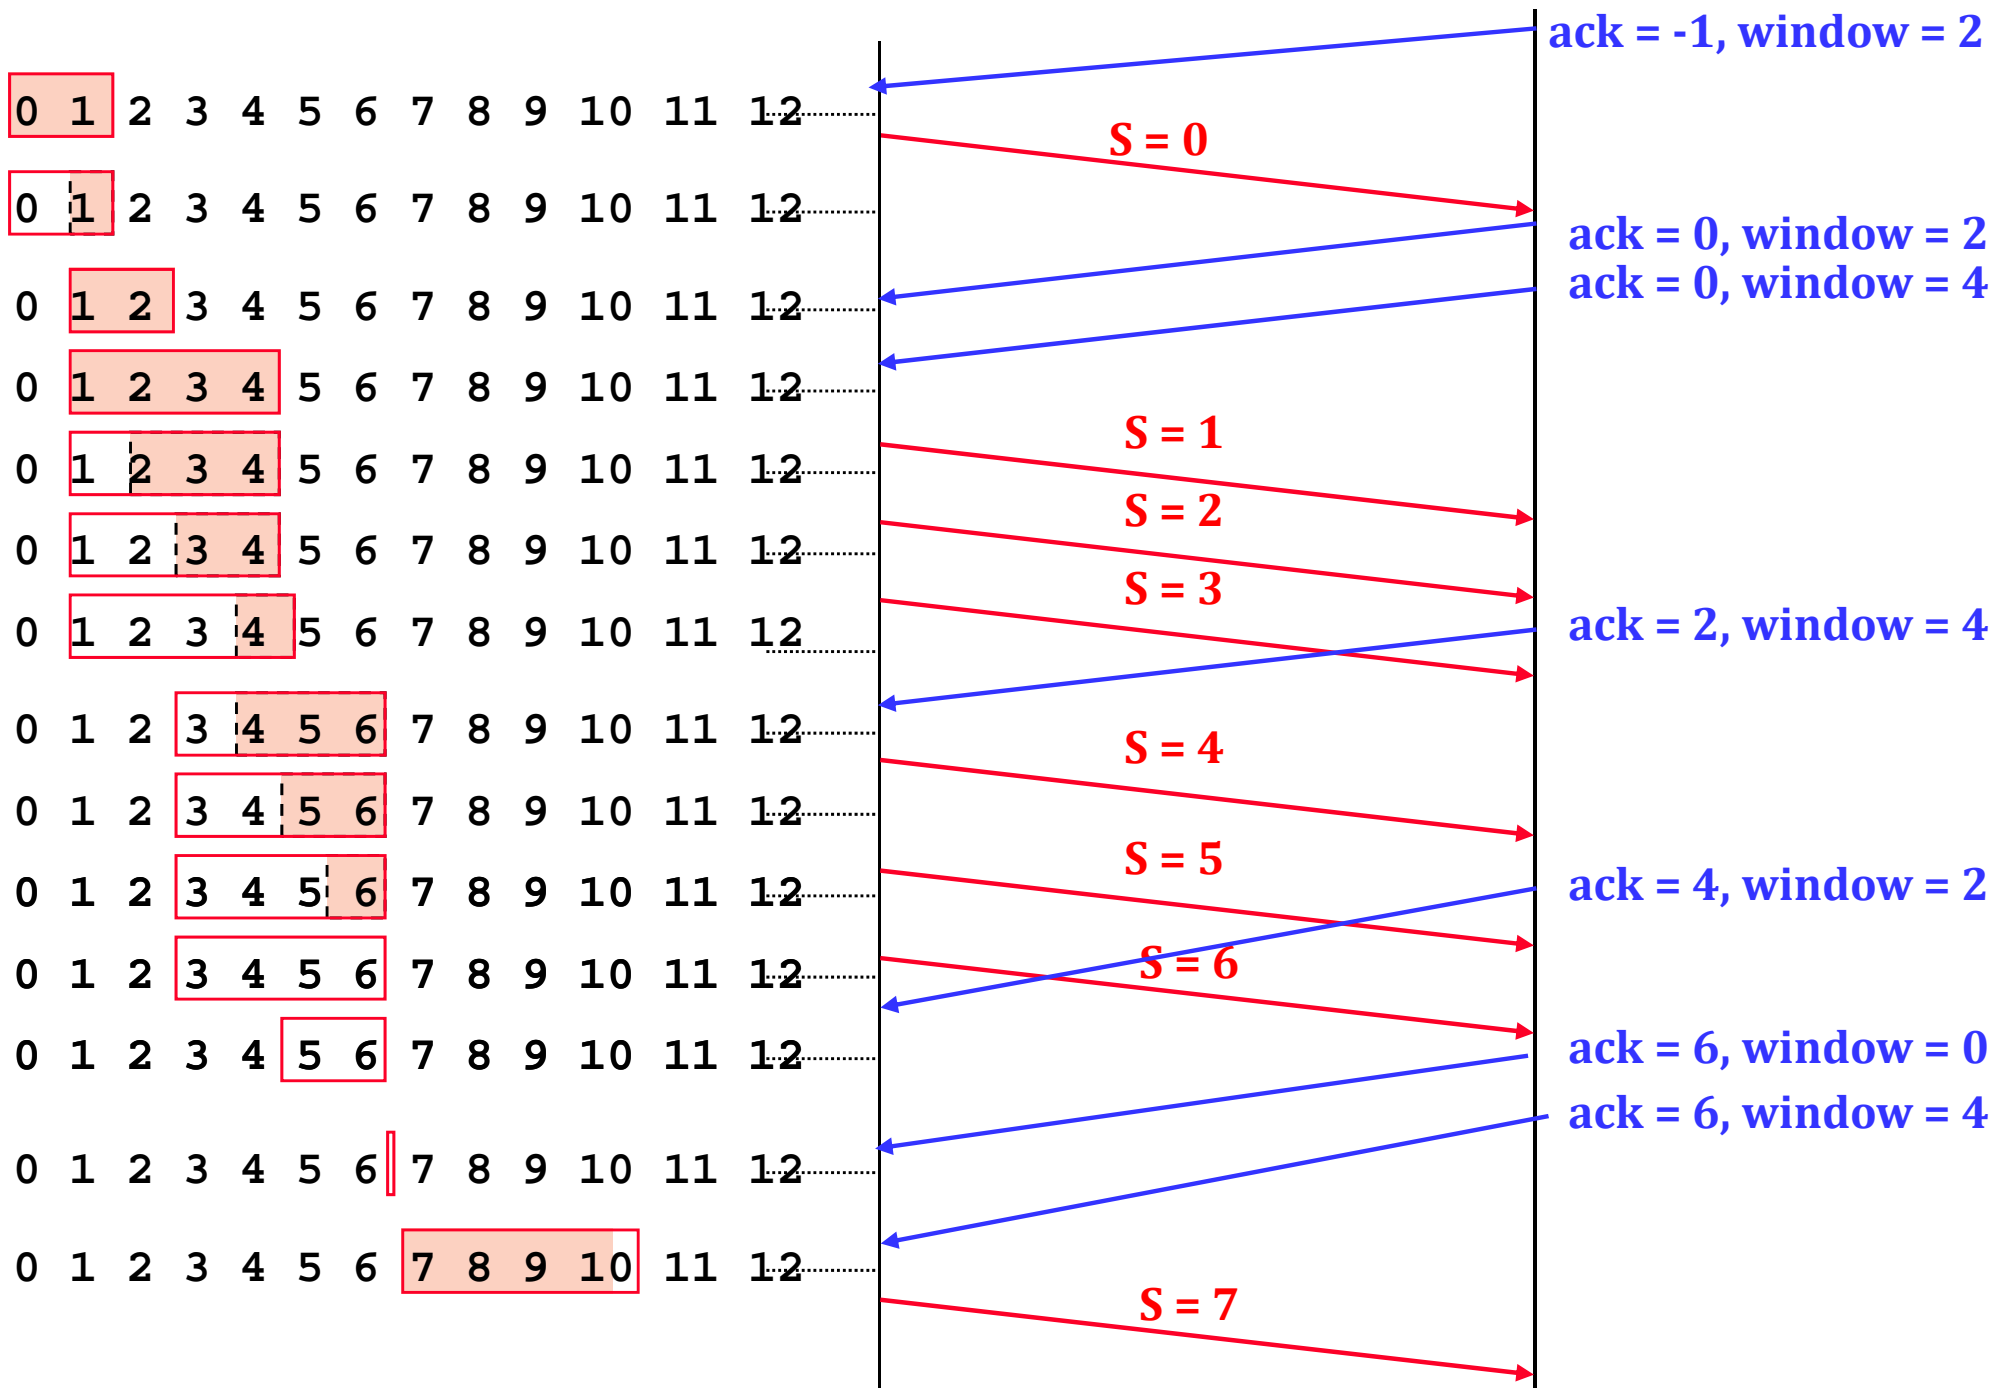 ack = -1, window = 2
0 1 2 3 4 5 6 7 8 9 10 11 12
S = 0
0 1 2 3 4 5 6 7 8 9 10 11 12
ack = 0, window = 2
ack = 0, window = 4
0 1 2 3 4 5 6 7 8 9 10 11 12
0 1 2 3 4 5 6 7 8 9 10 11 12
S = 1
0 1 2 3 4 5 6 7 8 9 10 11 12
S = 2
0 1 2 3 4 5 6 7 8 9 10 11 12
S = 3
ack = 2, window = 4
0 1 2 3 4 5 6 7 8 9 10 11 12
0 1 2 3 4 5 6 7 8 9 10 11 12
S = 4
0 1 2 3 4 5 6 7 8 9 10 11 12
S = 5
ack = 4, window = 2
0 1 2 3 4 5 6 7 8 9 10 11 12
S = 6
0 1 2 3 4 5 6 7 8 9 10 11 12
ack = 6, window = 0
0 1 2 3 4 5 6 7 8 9 10 11 12
ack = 6, window = 4
0 1 2 3 4 5 6 7 8 9 10 11 12
0 1 2 3 4 5 6 7 8 9 10 11 12
S = 7